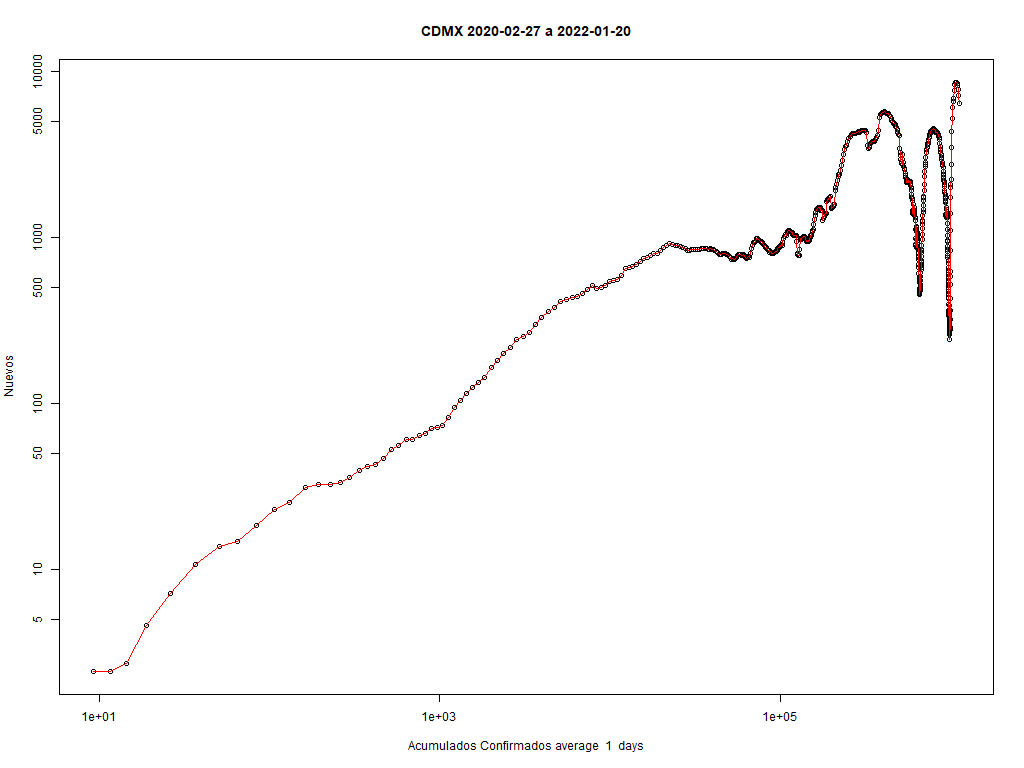 CDMX 2020-02-27 a 2022-01-20
Nuevos
10000
5000
1000
500
100
50
10
5
1e+01
1e+03
1e+05
Acumulados Confirmados average 1 days